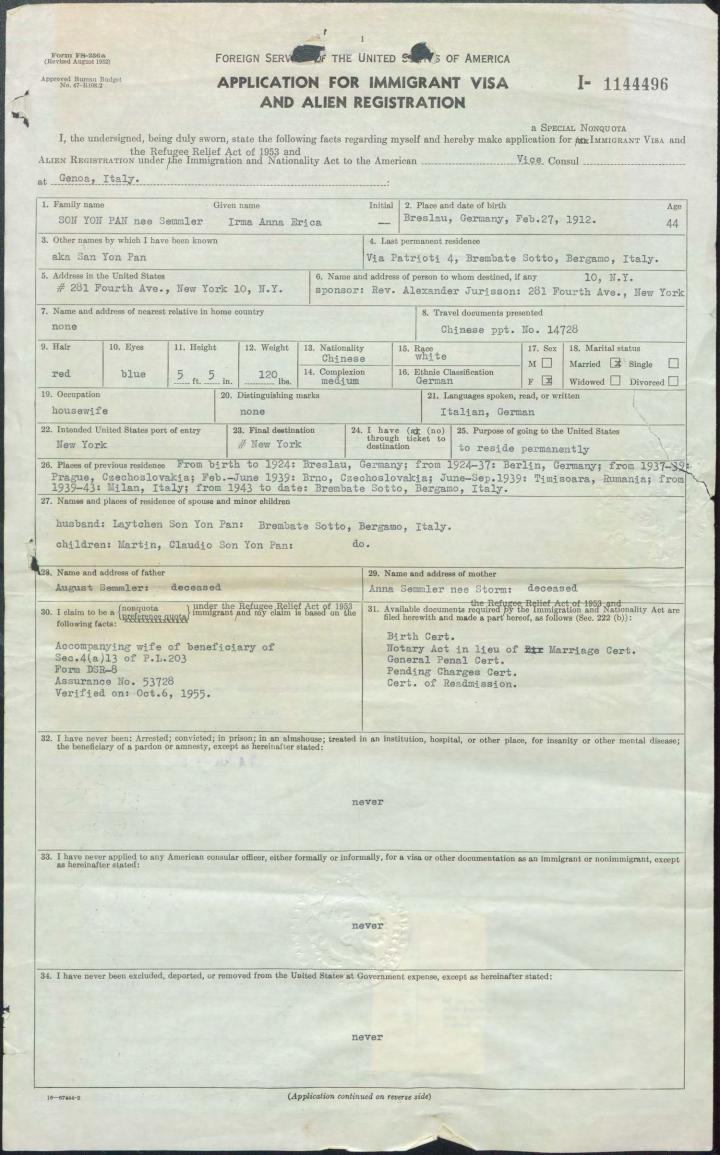 1
Form FS-256a
(Revised August 1952)
Approved Human Budget
No. 47-R108.2
FOREIGN SERVICE OF THE UNITED STATES OF AMERICA
APPLICATION FOR IMMIGRANT VISA
AND ALIEN REGISTRATION
I- 1144496
a SPECIAL NONQUOTA
I, the undersigned, being duly sworn, state the following facts regarding myself and hereby make application for an IMMIGRANT VISA and
the Refugee Relief Act of 1953 and
ALIEN REGISTRATION under/the Immigration and Nationality Act to the American Vice Consul
at Genoa, Italy.
1. Family name Given name Initial
SON YON PAN nee Semmler Irma Anna Erica —
2. Place and date of birth Age
Breslau, Germany, Feb.27, 1912. 44
3. Other names by which I have been known
aka San Yon Pan
4. Last permanent residence
Via Patrioti 4, Brembate Sotto, Bergamo, Italy.
5. Address in the United States
# 281 Fourth Ave., New York 10, N.Y.
6. Name and address of person to whom destined, if any 10, N.Y.
sponsor: Rev. Alexander Jurisson: 281 Fourth Ave., New York
7. Name and address of nearest relative in home country
none
8. Travel documents presented
Chinese ppt. No. 14728
9. Hair
red
10. Eyes
blue
11. Height
5 ft. 5 in.
12. Weight
120 lbs.
13. Nationality
Chinese
14. Complexion
medium
15. Race
white
16. Ethnic Classification
German
17. Sex
M
F x
18. Marital status
Married x Single
Widowed Divorced
19. Occupation
housewife
20. Distinguishing marks
none
21. Languages spoken, read, or written
Italian, German
22. Intended United States port of entry
New York
23. Final destination
# New York
24. I have (a) (no)
through ticket to
destination
25. Purpose of going to the United States
to reside permanently
26. Places of previous residence From birth to 1924: Breslau, Germany; from 1924-37: Berlin, Germany; from 1937-39:
Prague, Czechoslovakia; Feb.-June 1939: Brno, Czechoslovakia; June-Sep.1939: Timisoara, Rumania; from
1939-43: Milan, Italy; from 1943 to date: Brembate Sotto, Bergamo, Italy.
27. Names and places of residence of spouse and minor children
husband: Laytchen Son Yon Pan: Brembate Sotto, Bergamo, Italy.
children: Martin, Claudio Son Yon Pan: do.
28. Name and address of father
August Semmler: deceased
29. Name and address of mother
Anna Semmler nee Storm: deceased
30. I claim to be a (nonquota preference quota) immigrant and/my claim is based on the
under the Refugee Relief Act of 1953
following facts:
Accompanying wife of beneficiary of
Sec.4(a)13 of P.L.203
Form DSR-8
Assurance No. 53728
Verified on: Oct.6, 1955.
the Refugee Relief Act of 1953 and
31. Available documents required by/the Immigration and Nationality Act are
filed herewith and made a part hereof, as follows (Sec. 222 (b)):
Birth Cert.
Notary Act in lieu of Marriage Cert.
General Penal Cert.
Pending Charges Cert.
Cert. of Readmission.
32. I have never been: Arrested; convicted; in prison; in an almshouse; treated in an institution, hospital, or other place, for insanity or other mental disease;
the beneficiary of a pardon or amnesty, except as hereinafter stated:
never
33. I have never applied to any American consular officer, either formally or informally, for a visa or other documentation as an immigrant or nonimmigrant, except
as hereinafter stated:
never
34. I have never been excluded, deported, or removed from the United States at Government expense, except as hereinafter stated:
never
16—67444-2
(Application continued on reverse side)